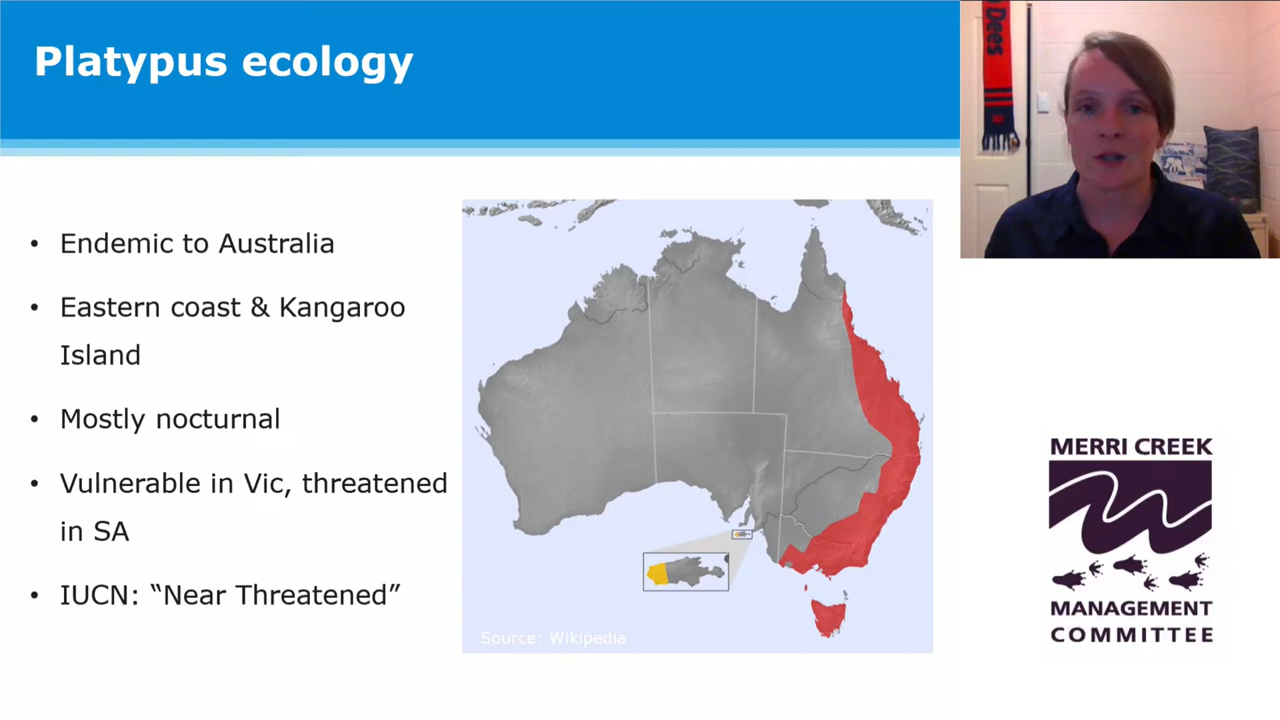 Platypus ecology
Dees
• Endemic to Australia
• Eastern coast & Kangaroo
Island
• Mostly nocturnal
• Vulnerable in Vic, threatened
in SA
• IUCN: “Near Threatened”
Source: Wikipedia
MERRI CREEK
MANAGEMENT
COMMITTEE